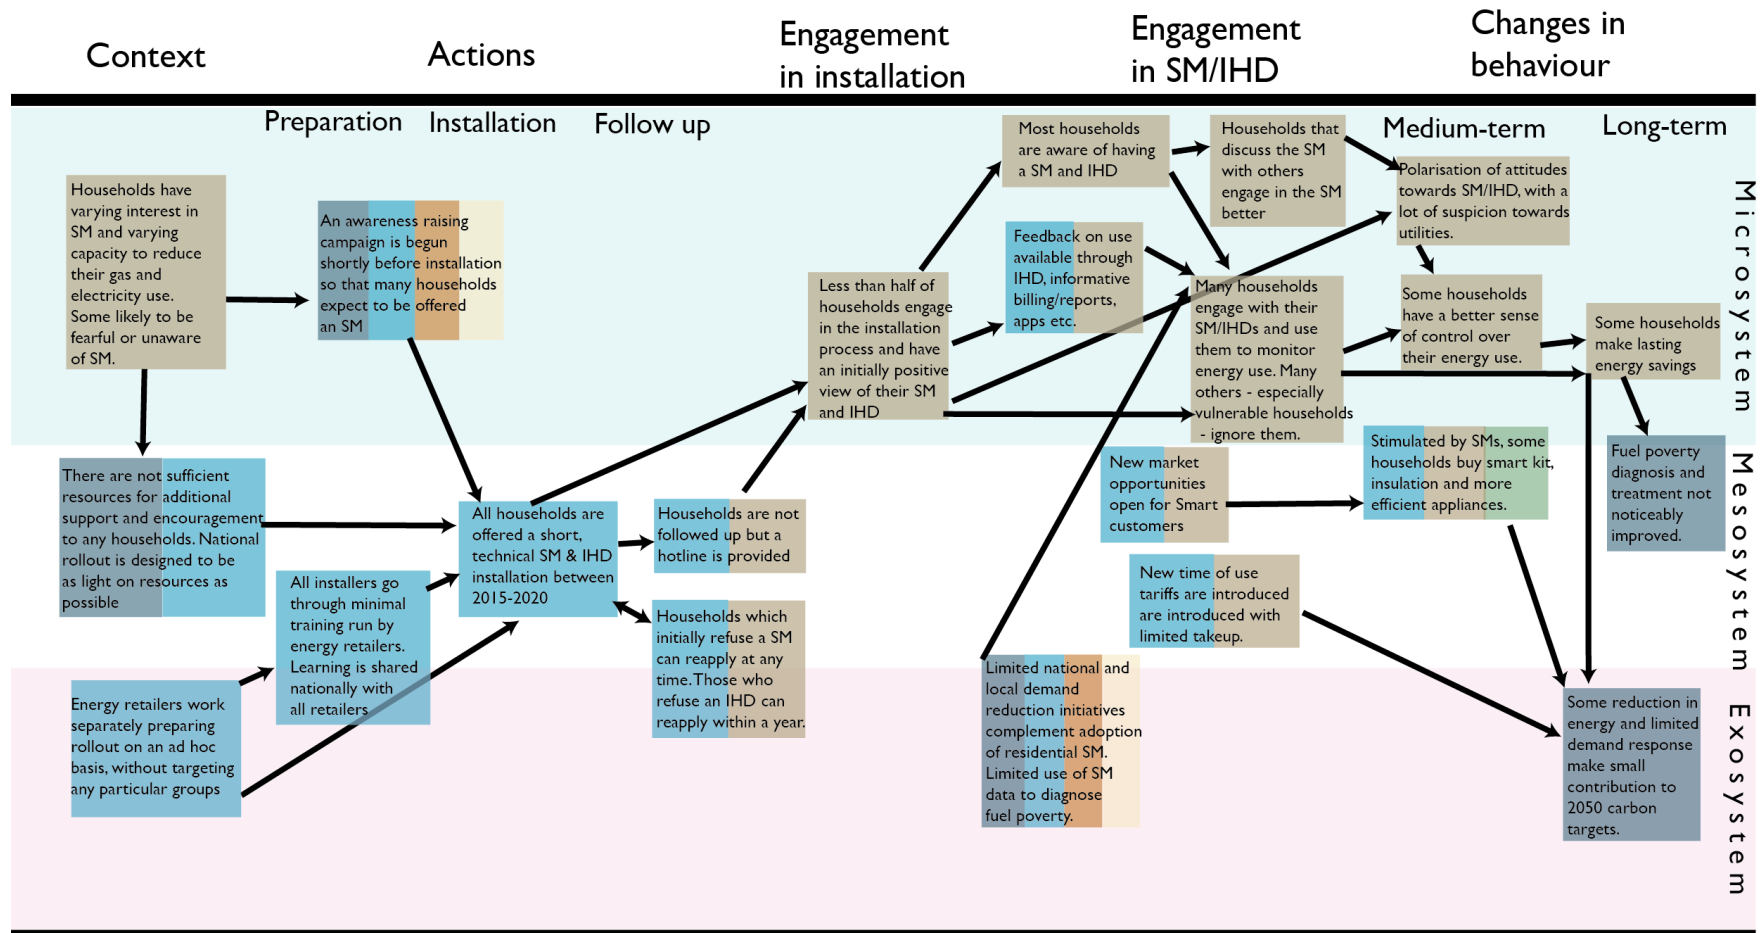 Context
Actions
Engagement
in installation
Engagement
in SM/IHD
Changes in
behaviour
Preparation
Installation
Follow up
Medium-term
Long-term
Households have
varying interest in
SM and varying
capacity to reduce
their gas and
electricity use.
Some likely to be
fearful or unaware
of SM.
An awareness raising
campaign is begun
shortly before installation
so that many households
expect to be offered
an SM
There are not sufficient
resources for additional
support and encouragement
to any households. National
rollout is designed to be
as light on resources as
possible
All installers go
through minimal
training run by
energy retailers.
Learning is shared
nationally with
all retailers
Energy retailers work
separately preparing
rollout on an ad hoc
basis, without targeting
any particular groups
All households are
offered a short,
technical SM & IHD
installation between
2015-2020
Households are not
followed up but a
hotline is provided
Households which
initially refuse a SM
can reapply at any
time. Those who
refuse an IHD can
reapply within a year.
Less than half of
households engage
in the installation
process and have
an initially positive
view of their SM
and IHD
Most households
are aware of having
a SM and IHD
Households that
discuss the SM
with others
engage in the SM
better
Feedback on use
available through
IHD, informative
billing/reports,
apps etc.
Many households
engage with their
SM/IHDs and use
them to monitor
energy use. Many
others - especially
vulnerable households
- ignore them.
Polarisation of attitudes
towards SM/IHD, with a
lot of suspicion towards
utilities.
Some households
have a better sense
of control over
their energy use.
Some households
make lasting
energy savings
New market
opportunities
open for Smart
customers
Stimulated by SMs, some
households buy smart kit,
insulation and more
efficient appliances.
Fuel poverty
diagnosis and
treatment not
noticeably
improved.
New time of use
tariffs are introduced
are introduced with
limited takeup.
Limited national and
local demand
reduction initiatives
complement adoption
of residential SM.
Limited use of SM
data to diagnose
fuel poverty.
Some reduction in
energy and limited
demand response
make small
contribution to
2050 carbon
targets.
Microsystem
Mesosystem
Exosystem